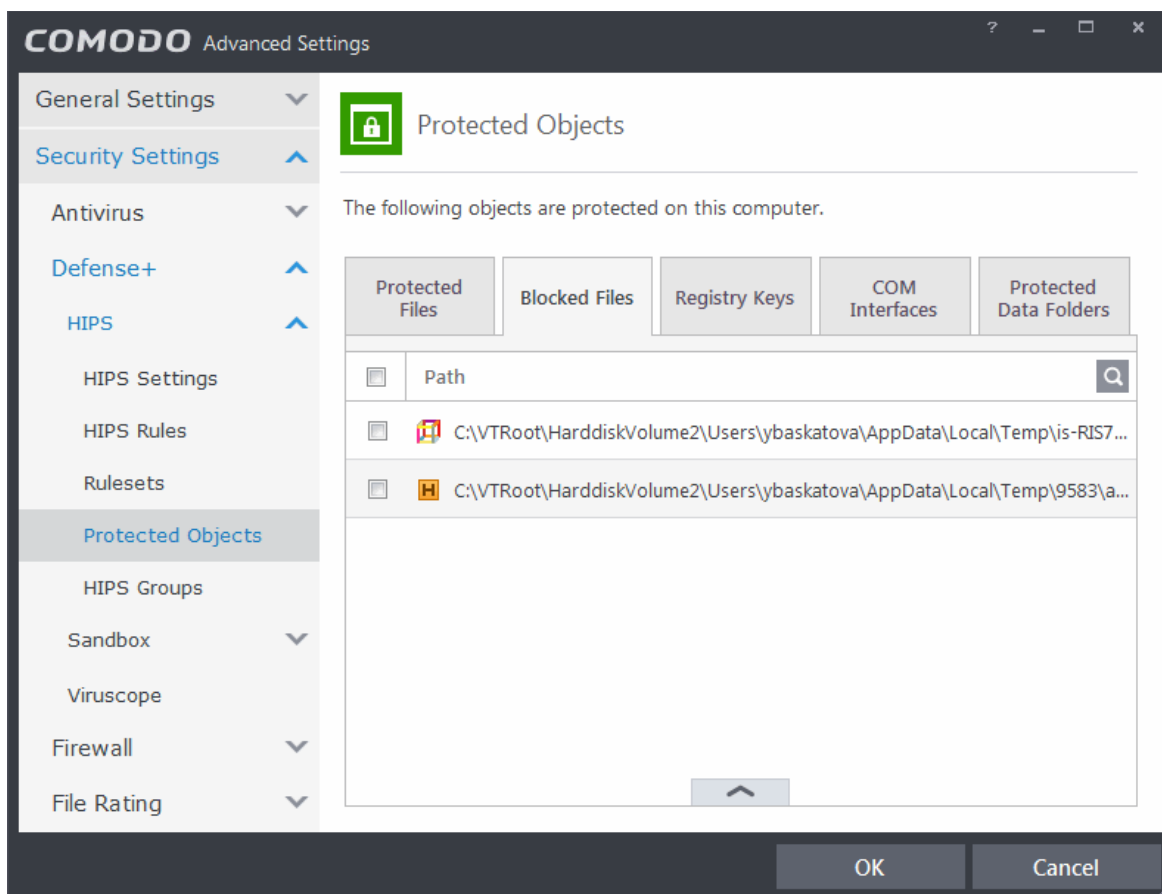 COMODO Advanced Settings
?
General Settings
Security Settings
Antivirus
Defense+
HIPS
HIPS Settings
HIPS Rules
Rulesets
Protected Objects
HIPS Groups
Sandbox
Viruscope
Firewall
File Rating
Protected Objects
The following objects are protected on this computer.
Protected
Files
Blocked Files
Registry Keys
COM
Interfaces
Protected
Data Folders
Path
C:\VTRoot\HarddiskVolume2\Users\ybaskatova\AppData\Local\Temp\is-RIS7...
H
C:\VTRoot\HarddiskVolume2\Users\ybaskatova\AppData\Local\Temp\9583\a...
OK
Cancel